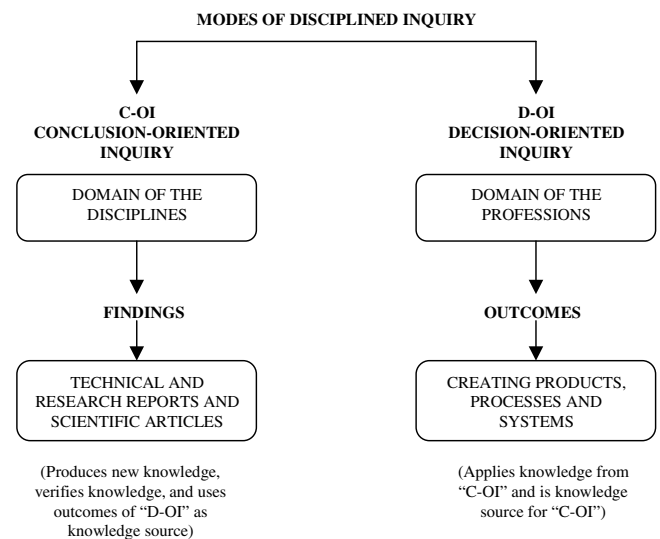 MODES OF DISCIPLINED INQUIRY
C-OI
CONCLUSION-ORIENTED
INQUIRY
DOMAIN OF THE
DISCIPLINES
FINDINGS
TECHNICAL AND
RESEARCH REPORTS AND
SCIENTIFIC ARTICLES
(Produces new knowledge,
verifies knowledge, and uses
outcomes of “D-OI” as
knowledge source)
D-OI
DECISION-ORIENTED
INQUIRY
DOMAIN OF THE
PROFESSIONS
OUTCOMES
CREATING PRODUCTS,
PROCESSES AND
SYSTEMS
(Applies knowledge from
“C-OI” and is knowledge
source for “C-OI”)